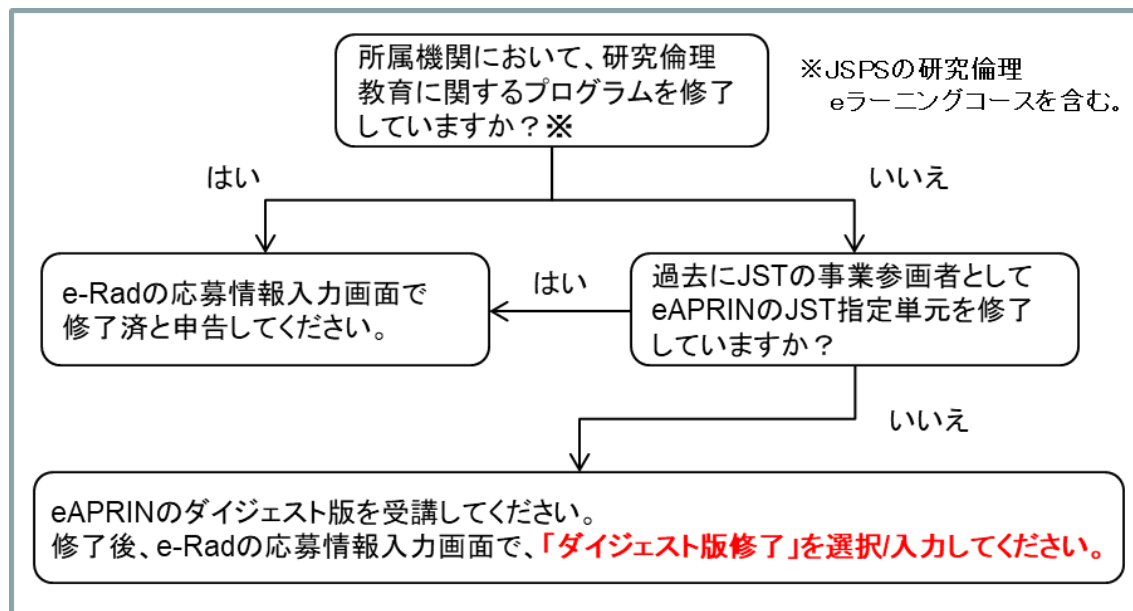 所属機関において、研究倫理
教育に関するプログラムを修了
していますか？※
※JSPSの研究倫理
eラーニングコースを含む。
はい
いいえ
e-Radの応募情報入力画面で
修了済と申告してください。
はい
過去にJSTの事業参画者として
eAPRINのJST指定単元を修了
していますか？
いいえ
eAPRINのダイジェスト版を受講してください。
修了後、e-Radの応募情報入力画面で、「ダイジェスト版修了」を選択/入力してください。